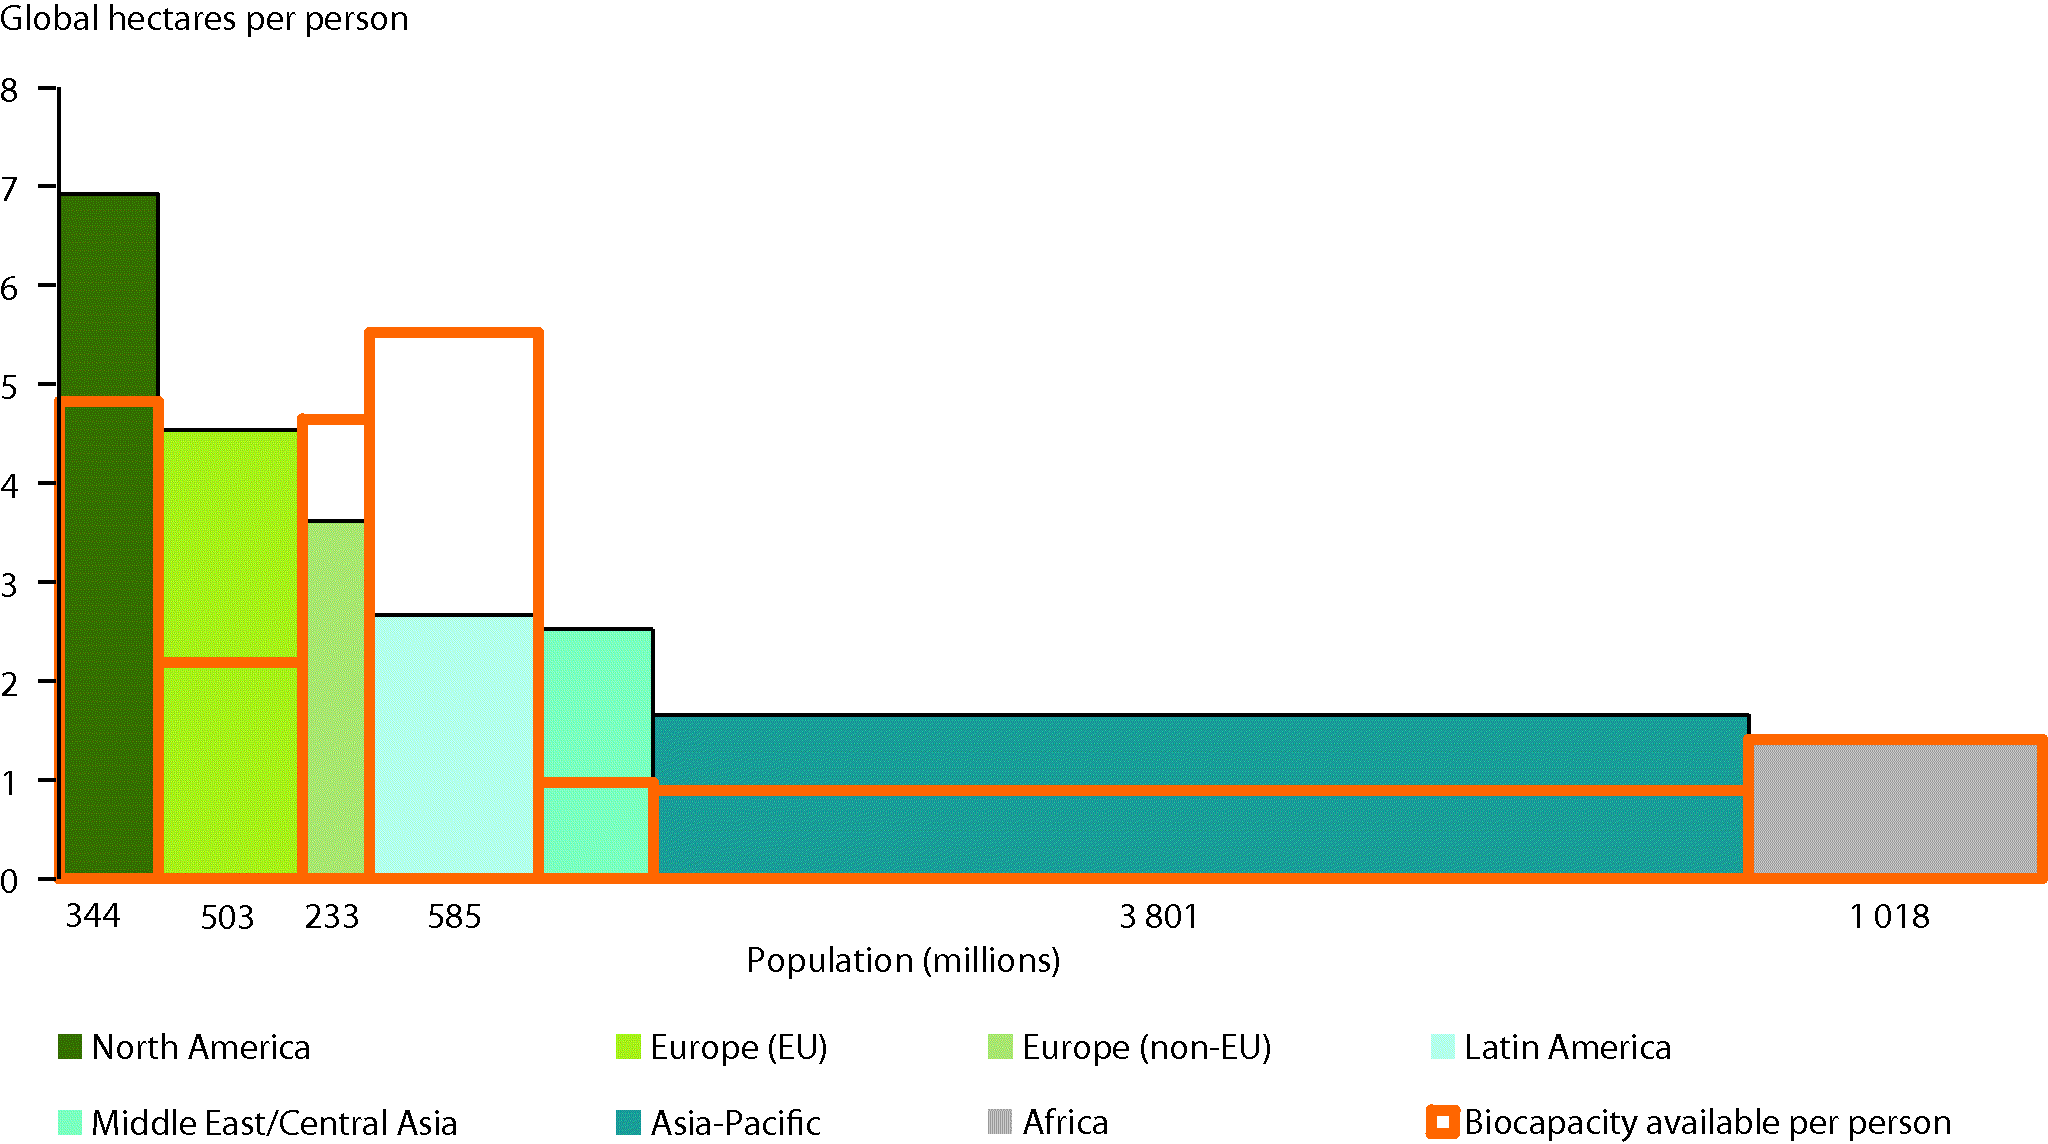 Global hectares per person
8
7
6
5
4
3
2
1
0
344 503 233 585 3 801 1 018
Population (millions)
North America Europe (EU) Europe (non-EU) Latin America
Middle East/Central Asia Asia-Pacific Africa Biocapacity available per person